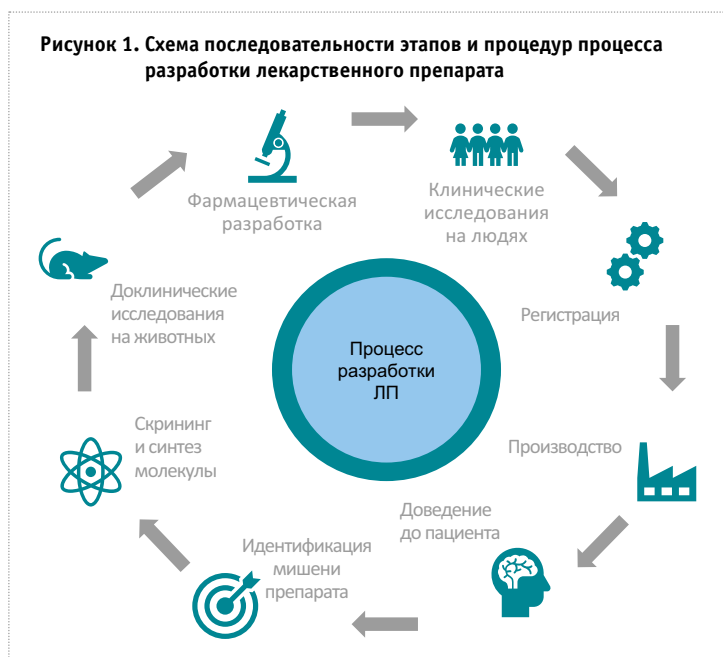 Рисунок 1. Схема последовательности этапов и процедур процесса
разработки лекарственного препарата
Фармацевтическая
разработка
Клинические
исследования
на людях
Доклинические
исследования
на животных
Регистрация
Процесс
разработки
ЛП
Скрининг
и синтез
молекулы
Производство
Доведение
до пациента
Идентификация
мишени
препарата